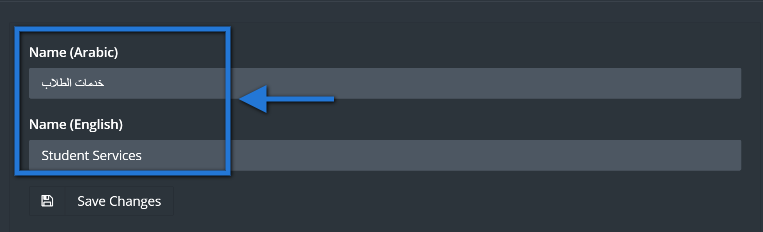 Name (Arabic)
خدمات الطلاب
Name (English)
Student Services
Save Changes